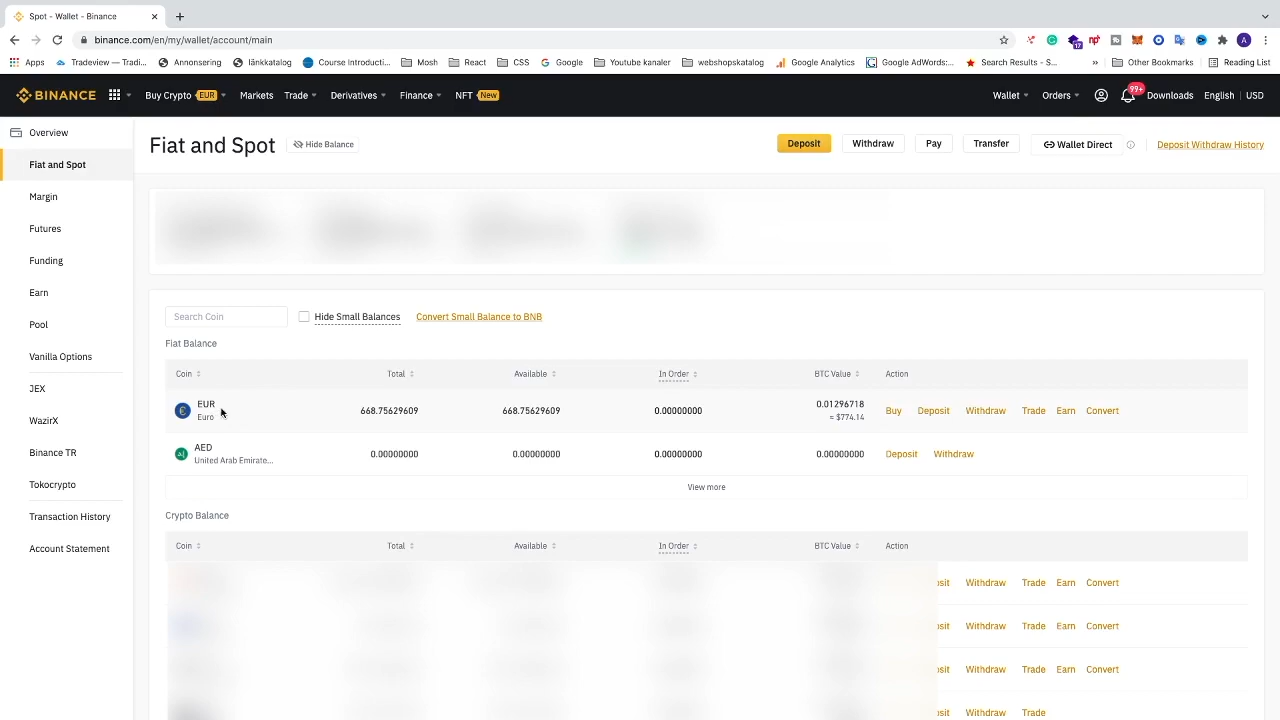 Spot - Wallet - Binance
binance.com/en/my/wallet/account/main
17
A
Apps
Tradeview — Tradi...
Annonsering
länkkatalog
Course Introducti...
Mosh
React
CSS
Google
Youtube kanaler
webshopskatalog
Google Analytics
Google AdWords:...
Search Results - S...
»
Other Bookmarks
Reading List
BINANCE
Buy Crypto EUR
Markets
Trade
Derivatives
Finance
NFT New
Wallet
Orders
99+
Downloads
English
USD
Overview
Fiat and Spot
Margin
Futures
Funding
Earn
Pool
Vanilla Options
JEX
WazirX
Binance TR
Tokocrypto
Transaction History
Account Statement
Fiat and Spot
Hide Balance
Deposit
Withdraw
Pay
Transfer
Wallet Direct
Deposit Withdraw History
Search Coin
Hide Small Balances
Convert Small Balance to BNB
Fiat Balance
Coin Total Available In Order BTC Value Action
EUR 668.75629609 668.75629609 0.00000000 0.01296718 Buy Deposit Withdraw Trade Earn Convert
Euro ≈ $774.14
AED 0.00000000 0.00000000 0.00000000 0.00000000 Deposit Withdraw
United Arab Emirate...
View more
Crypto Balance
Coin Total Available In Order BTC Value Action
sit Withdraw Trade Earn Convert
sit Withdraw Trade Earn Convert
sit Withdraw Trade Earn Convert
sit Withdraw Trade